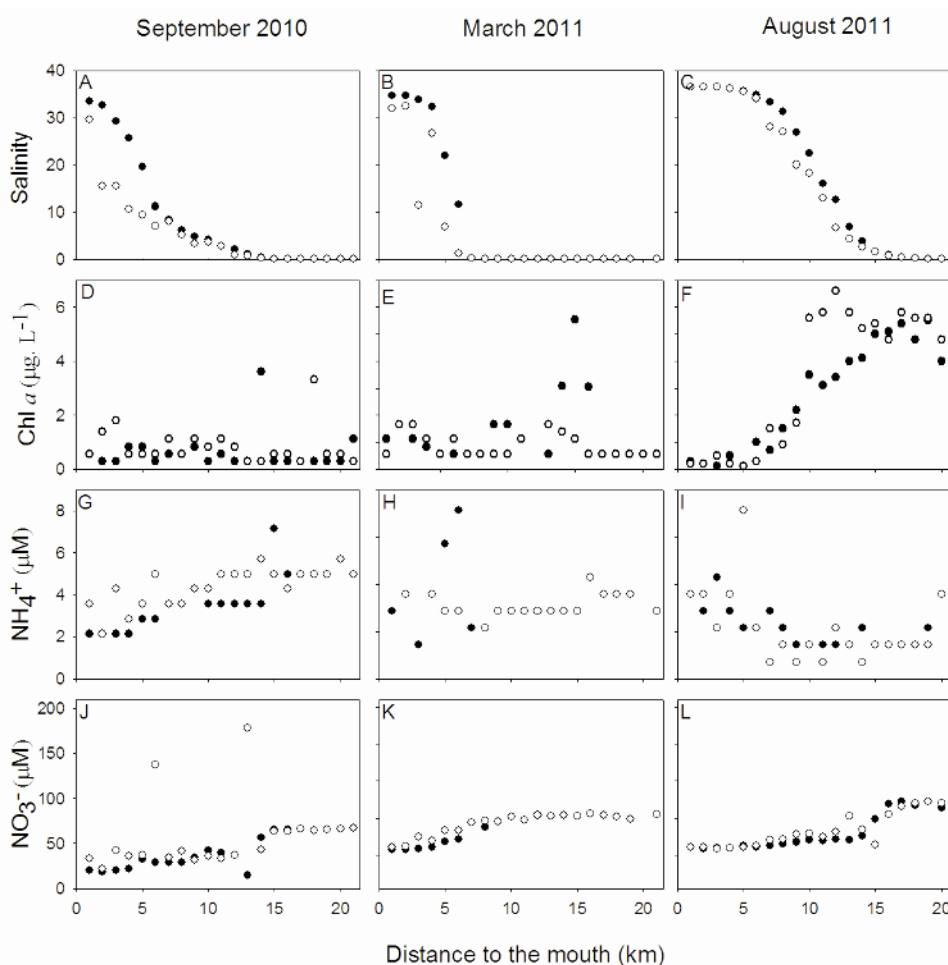 September 2010 March 2011 August 2011
A B C
40
30
20
10
0
Salinity
D E F
6
4
2
0
Chl a (µg. L⁻¹)
G H I
8
6
4
2
0
NH₄⁺ (µM)
J K L
200
150
100
50
0
NO₃⁻ (µM)
0 5 10 15 20 0 5 10 15 20 0 5 10 15 20
Distance to the mouth (km)